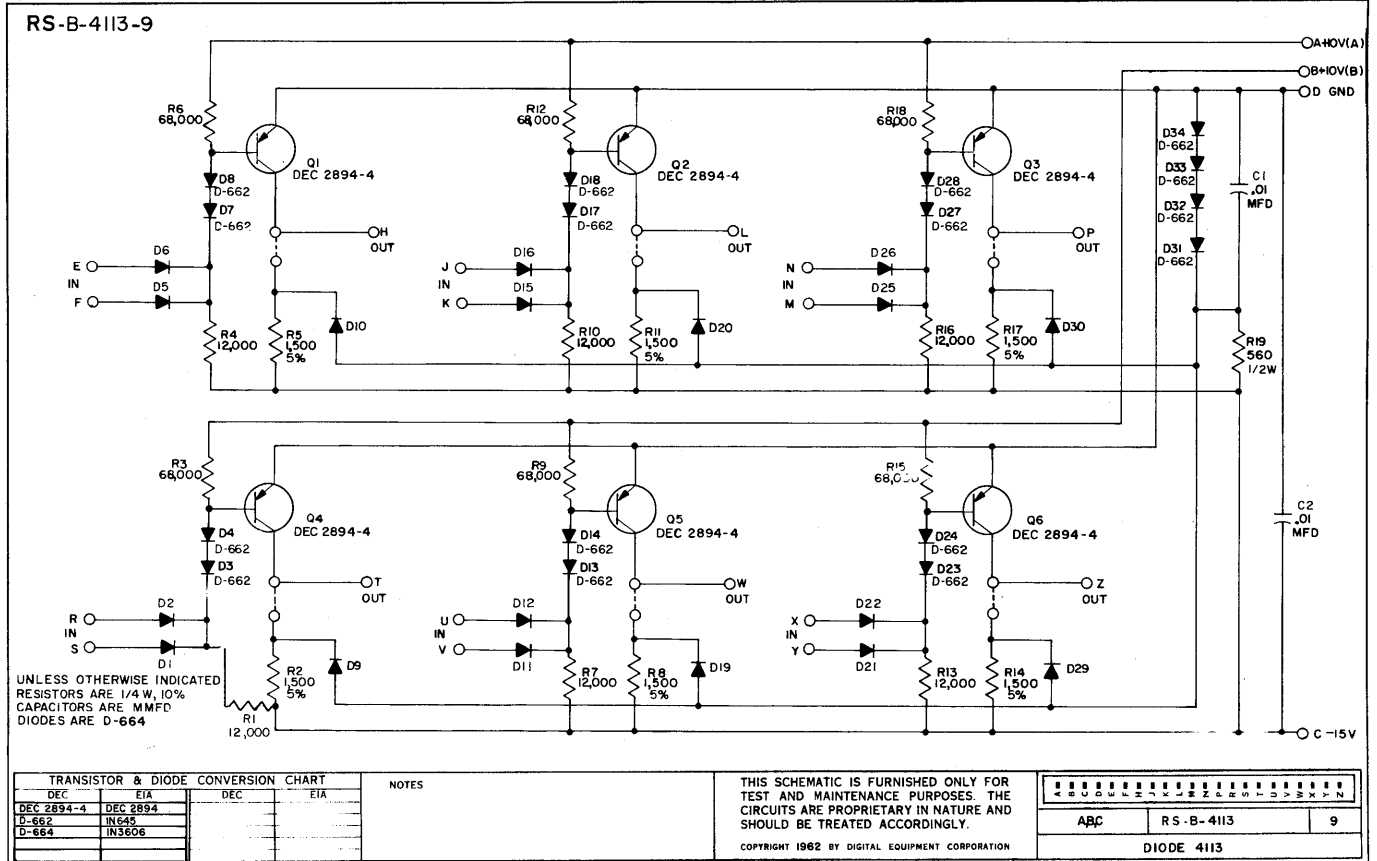 RS-B-4113-9
A+10V(A)
B+10V(B)
D GND
R6
68,000
R12
68,000
R18
68,000
Q1
DEC 2894-4
Q2
DEC 2894-4
Q3
DEC 2894-4
D8
D-662
D7
D-662
D18
D-662
D17
D-662
D28
D-662
D27
D-662
D34
D-662
D33
D-662
D32
D-662
D31
D-662
C1
.01
MFD
H
OUT
L
OUT
P
OUT
E
IN
F
D6
D5
J
IN
K
D16
D15
N
IN
M
D26
D25
R4
12,000
R5
1,500
5%
D10
R10
12,000
R11
1,500
5%
D20
R16
12,000
R17
1,500
5%
D30
R19
560
1/2W
R3
68,000
R9
68,000
R15
Q4
DEC 2894-4
Q5
DEC 2894-4
Q6
DEC 2894-4
C2
.01
MFD
D4
D-662
D3
D-662
D14
D-662
D13
D-662
D24
D-662
D23
D-662
T
OUT
W
OUT
Z
OUT
R
IN
S
D2
D1
U
IN
V
D12
D11
X
IN
Y
D22
D21
R2
1,500
5%
D9
R7
12,000
R8
1,500
5%
D19
R13
12,000
R14
1,500
5%
D29
R1
12,000
C -15V
UNLESS OTHERWISE INDICATED
RESISTORS ARE 1/4 W, 10%
CAPACITORS ARE MMFD
DIODES ARE D-664
TRANSISTOR & DIODE CONVERSION CHART
DEC EIA DEC EIA
DEC 2894-4 DEC 2894
D-662 IN645
D-664 IN3606
NOTES
THIS SCHEMATIC IS FURNISHED ONLY FOR
TEST AND MAINTENANCE PURPOSES. THE
CIRCUITS ARE PROPRIETARY IN NATURE AND
SHOULD BE TREATED ACCORDINGLY.
COPYRIGHT 1962 BY DIGITAL EQUIPMENT CORPORATION
A B C D E F H J K L M N P R S T U V W X Y Z
ABC RS-B-4113 9
DIODE 4113